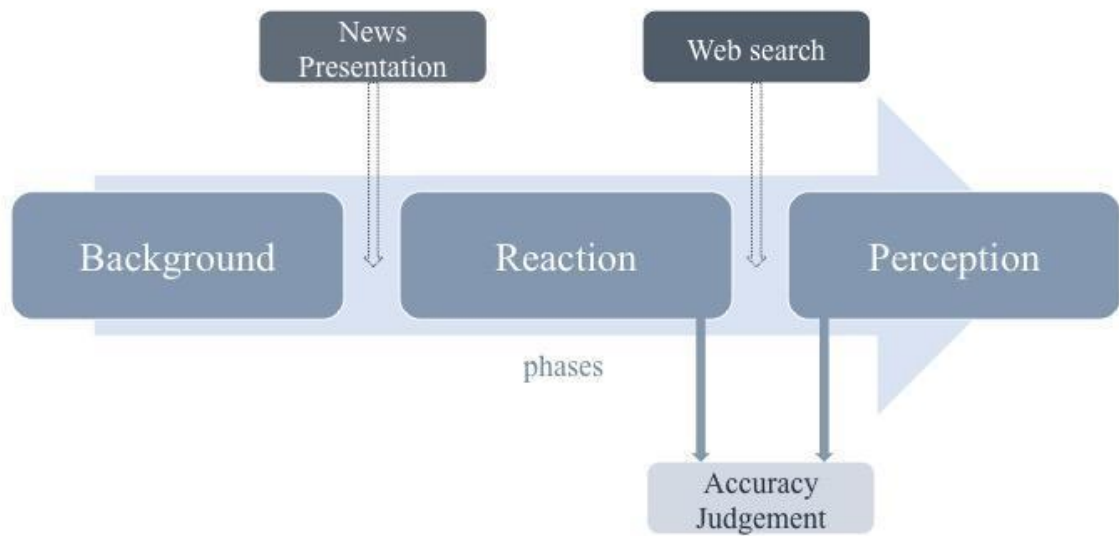 News
Presentation
Web search
Background
Reaction
Perception
phases
Accuracy
Judgement